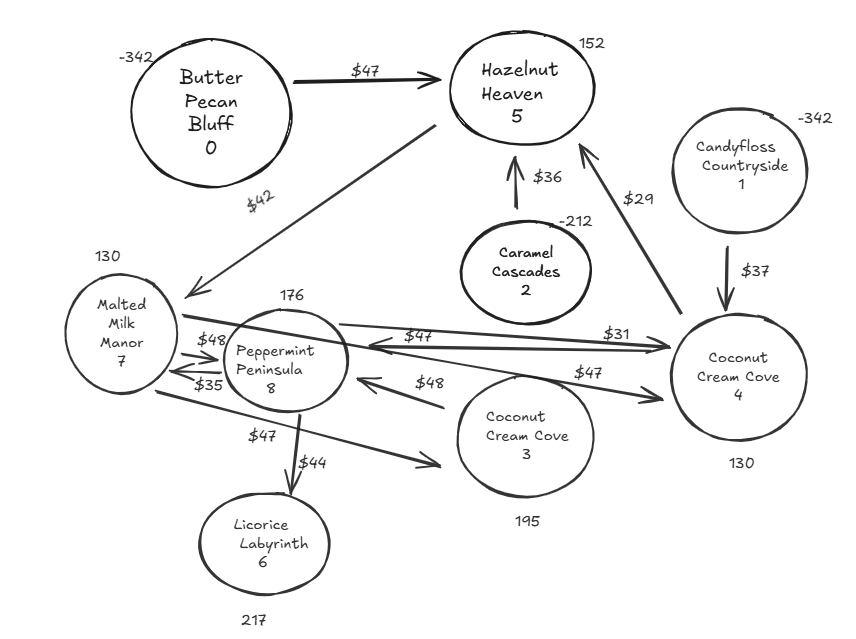 -342
Butter
Pecan
Bluff
0
$47
152
Hazelnut
Heaven
5
-342
Candyfloss
Countryside
1
$36
$29
$42
-212
Caramel
Cascades
2
$37
130
Malted
Milk
Manor
7
176
Peppermint
Peninsula
8
$48
$35
$47
$31
$47
Coconut
Cream Cove
4
130
$48
Coconut
Cream Cove
3
195
$47
$44
Licorice
Labyrinth
6
217